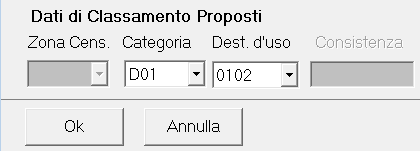 Dati di Classamento Proposti
Zona Cens. Categoria Dest. d'uso Consistenza
D01 0102
Ok Annulla